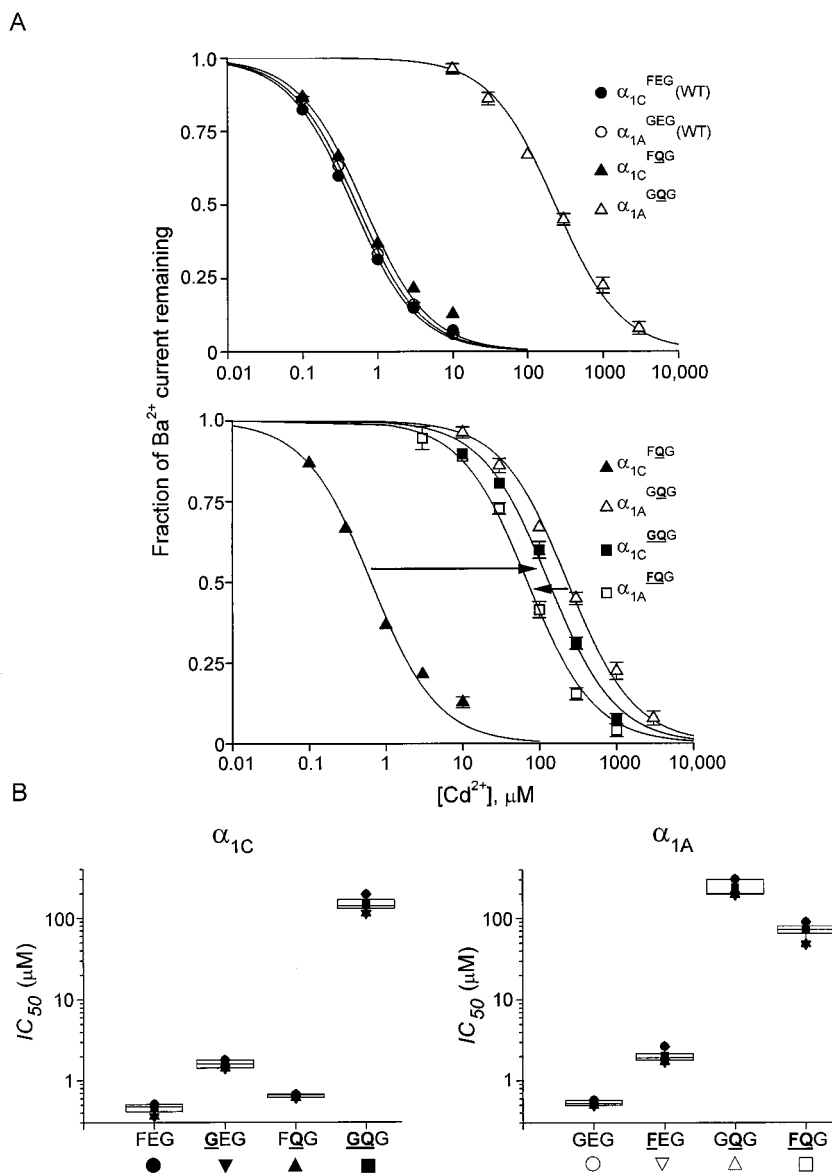 A
Fraction of Ba²⁺ current remaining
1.0
0.75
0.5
0.25
0
0.01 0.1 1 10 100 1000 10,000
α1C FEG (WT)
α1A GEG (WT)
α1C FQG
α1A GQG
1.0
0.75
0.5
0.25
0
0.01 0.1 1 10 100 1000 10,000
α1C FQG
α1A GQG
α1C GQG
α1A FQG
[Cd²⁺], μM
B
α1C
IC50 (μM)
100
10
1
FEG GEG FQG GQG
α1A
IC50 (μM)
100
10
1
GEG FEG GQG FQG